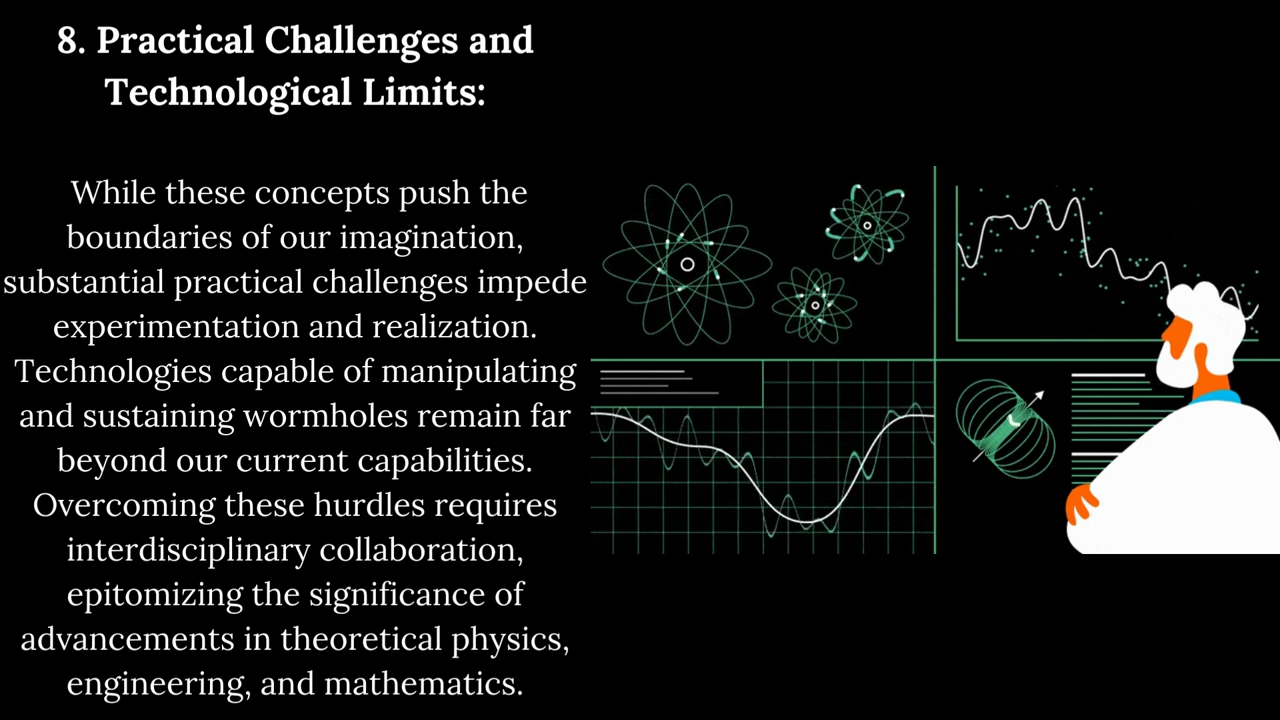 8. Practical Challenges and
Technological Limits:
While these concepts push the
boundaries of our imagination,
substantial practical challenges impede
experimentation and realization.
Technologies capable of manipulating
and sustaining wormholes remain far
beyond our current capabilities.
Overcoming these hurdles requires
interdisciplinary collaboration,
epitomizing the significance of
advancements in theoretical physics,
engineering, and mathematics.